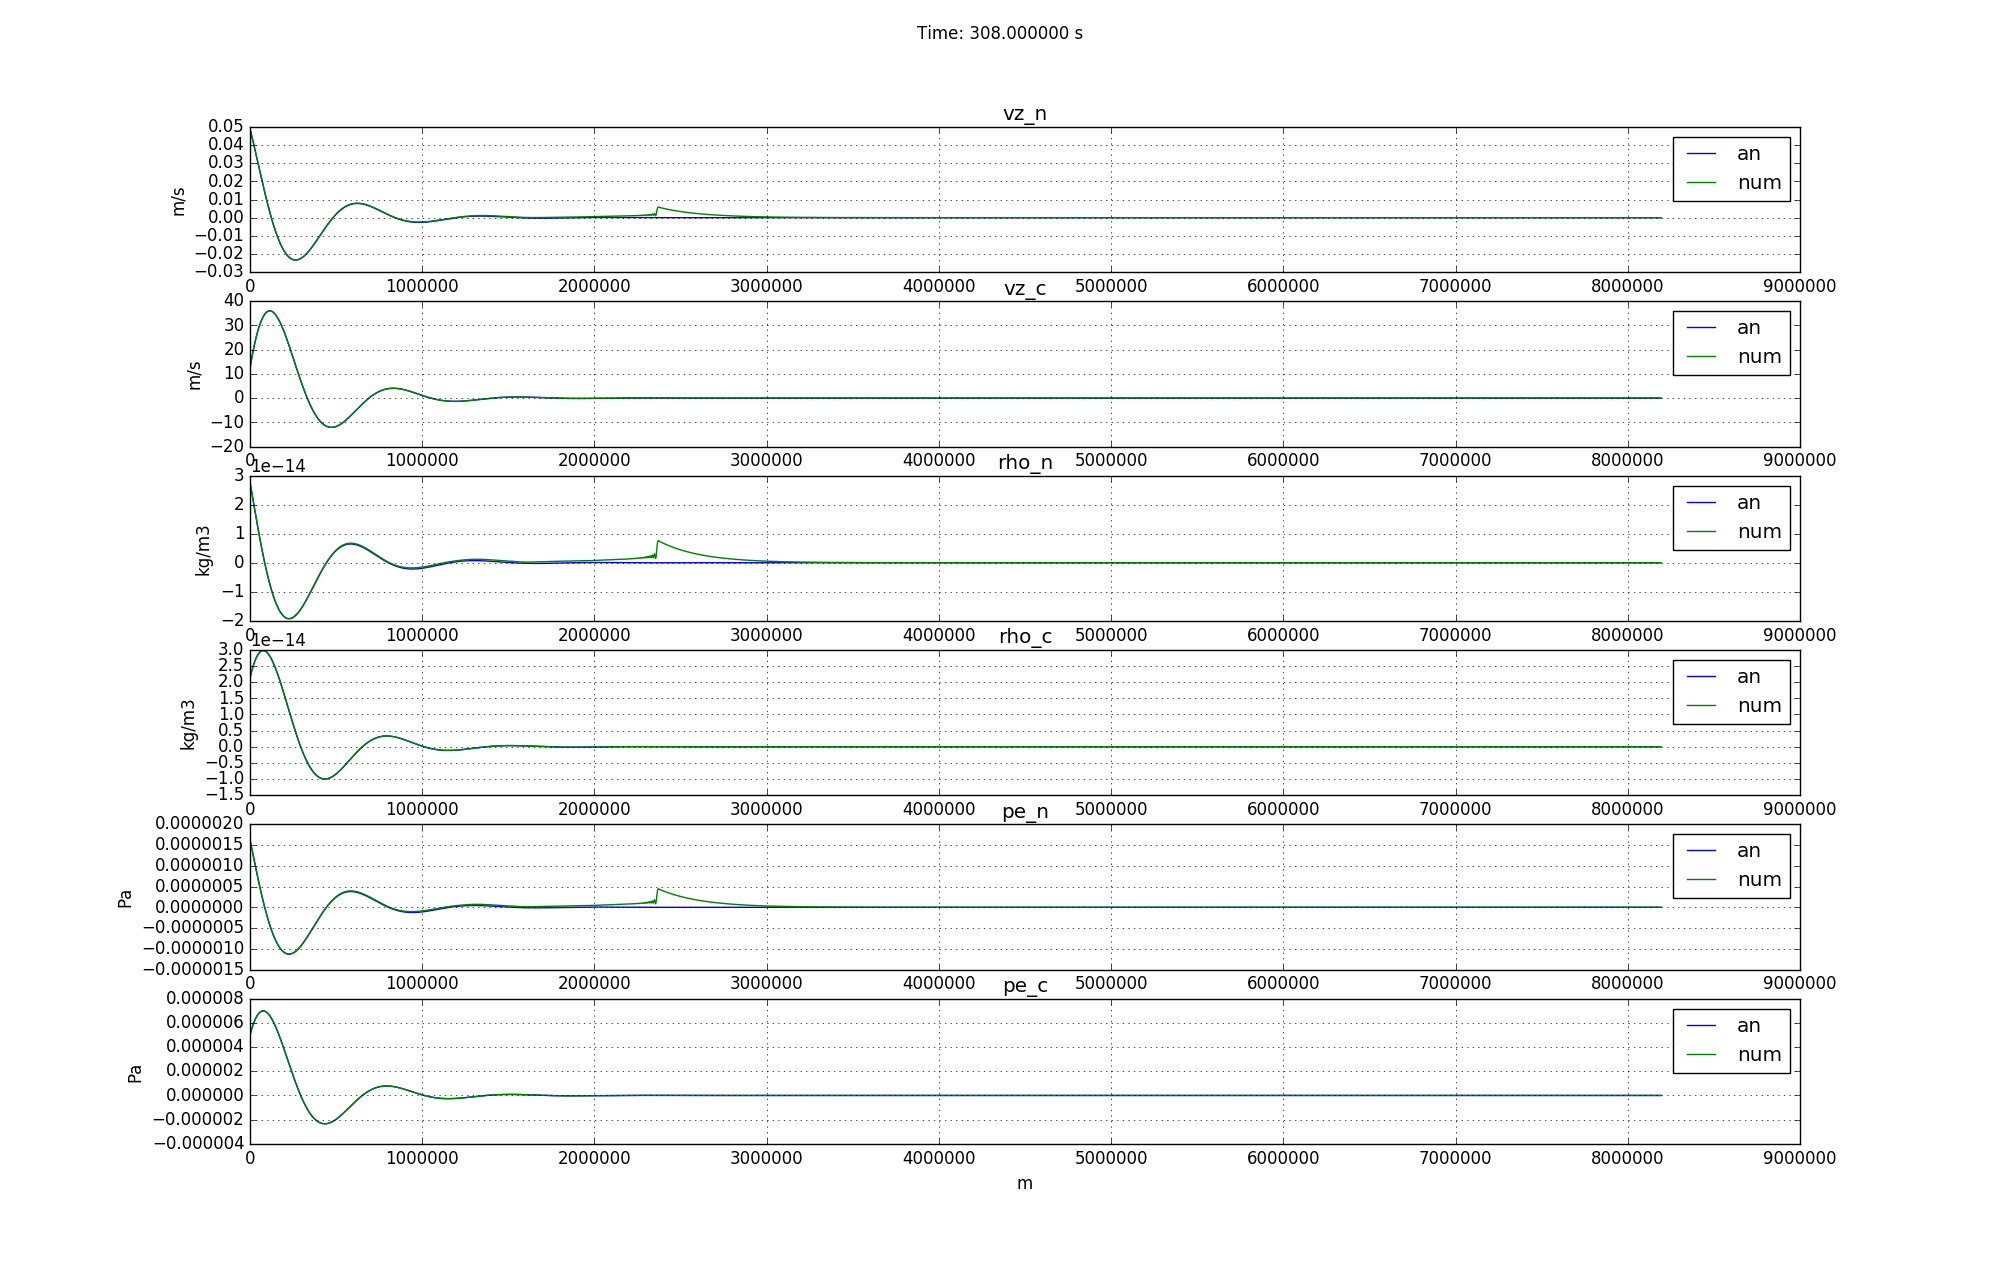 Time: 308.000000 s
vz_n
0.05
0.04
0.03
0.02
0.01
0.00
−0.01
−0.02
−0.03
m/s
an
num
0 1000000 2000000 3000000 4000000 5000000 6000000 7000000 8000000 9000000
vz_c
40
30
20
10
0
−10
−20
m/s
an
num
0 1000000 2000000 3000000 4000000 5000000 6000000 7000000 8000000 9000000
1e−14
rho_n
3
2
1
0
−1
−2
kg/m3
an
num
0 1000000 2000000 3000000 4000000 5000000 6000000 7000000 8000000 9000000
1e−14
rho_c
3.0
2.5
2.0
1.5
1.0
0.5
0.0
−0.5
−1.0
−1.5
kg/m3
an
num
0 1000000 2000000 3000000 4000000 5000000 6000000 7000000 8000000 9000000
pe_n
0.0000020
0.0000015
0.0000010
0.0000005
0.0000000
−0.0000005
−0.0000010
−0.0000015
Pa
an
num
0 1000000 2000000 3000000 4000000 5000000 6000000 7000000 8000000 9000000
pe_c
0.000008
0.000006
0.000004
0.000002
0.000000
−0.000002
−0.000004
Pa
an
num
0 1000000 2000000 3000000 4000000 5000000 6000000 7000000 8000000 9000000
m